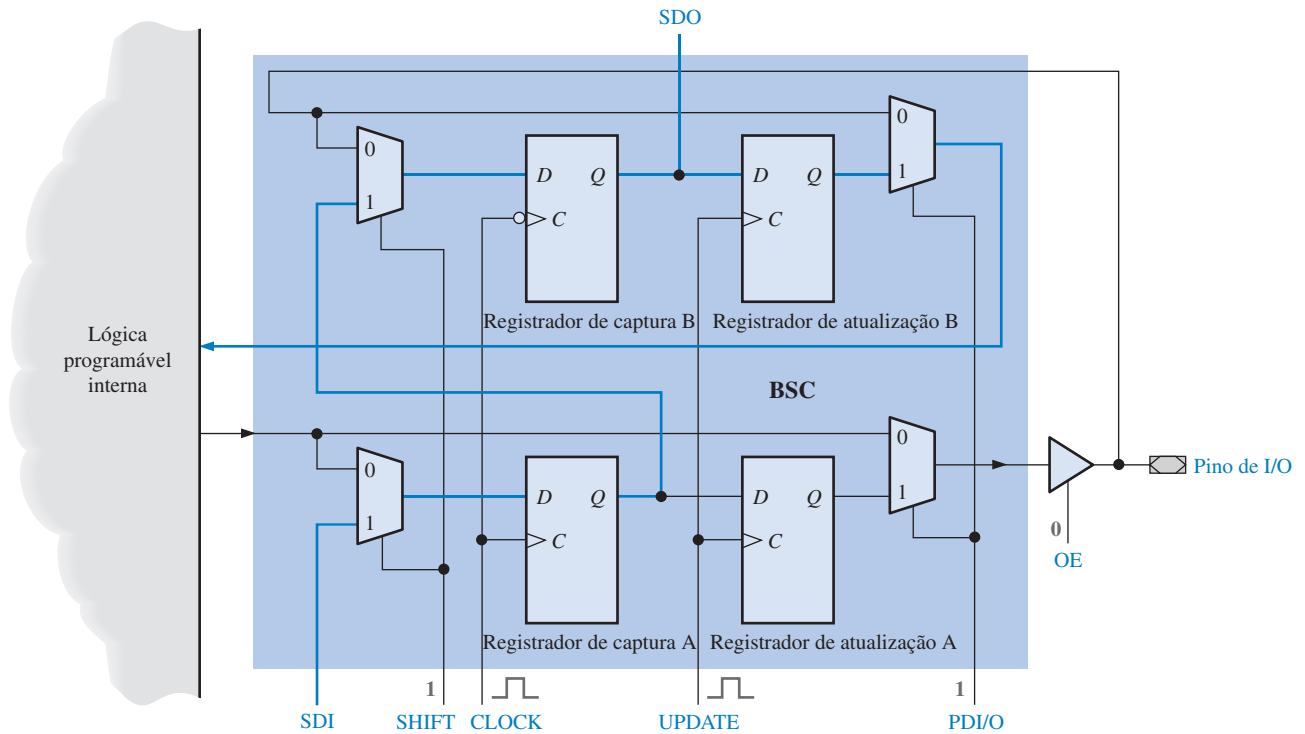 SDO
0
1
D
Q
C
D
Q
C
0
1
Registrador de captura B
Registrador de atualização B
Lógica
programável
interna
BSC
0
1
D
Q
C
D
Q
C
0
1
Pino de I/O
0
OE
Registrador de captura A
Registrador de atualização A
1
1
SDI
SHIFT
CLOCK
UPDATE
PDI/O